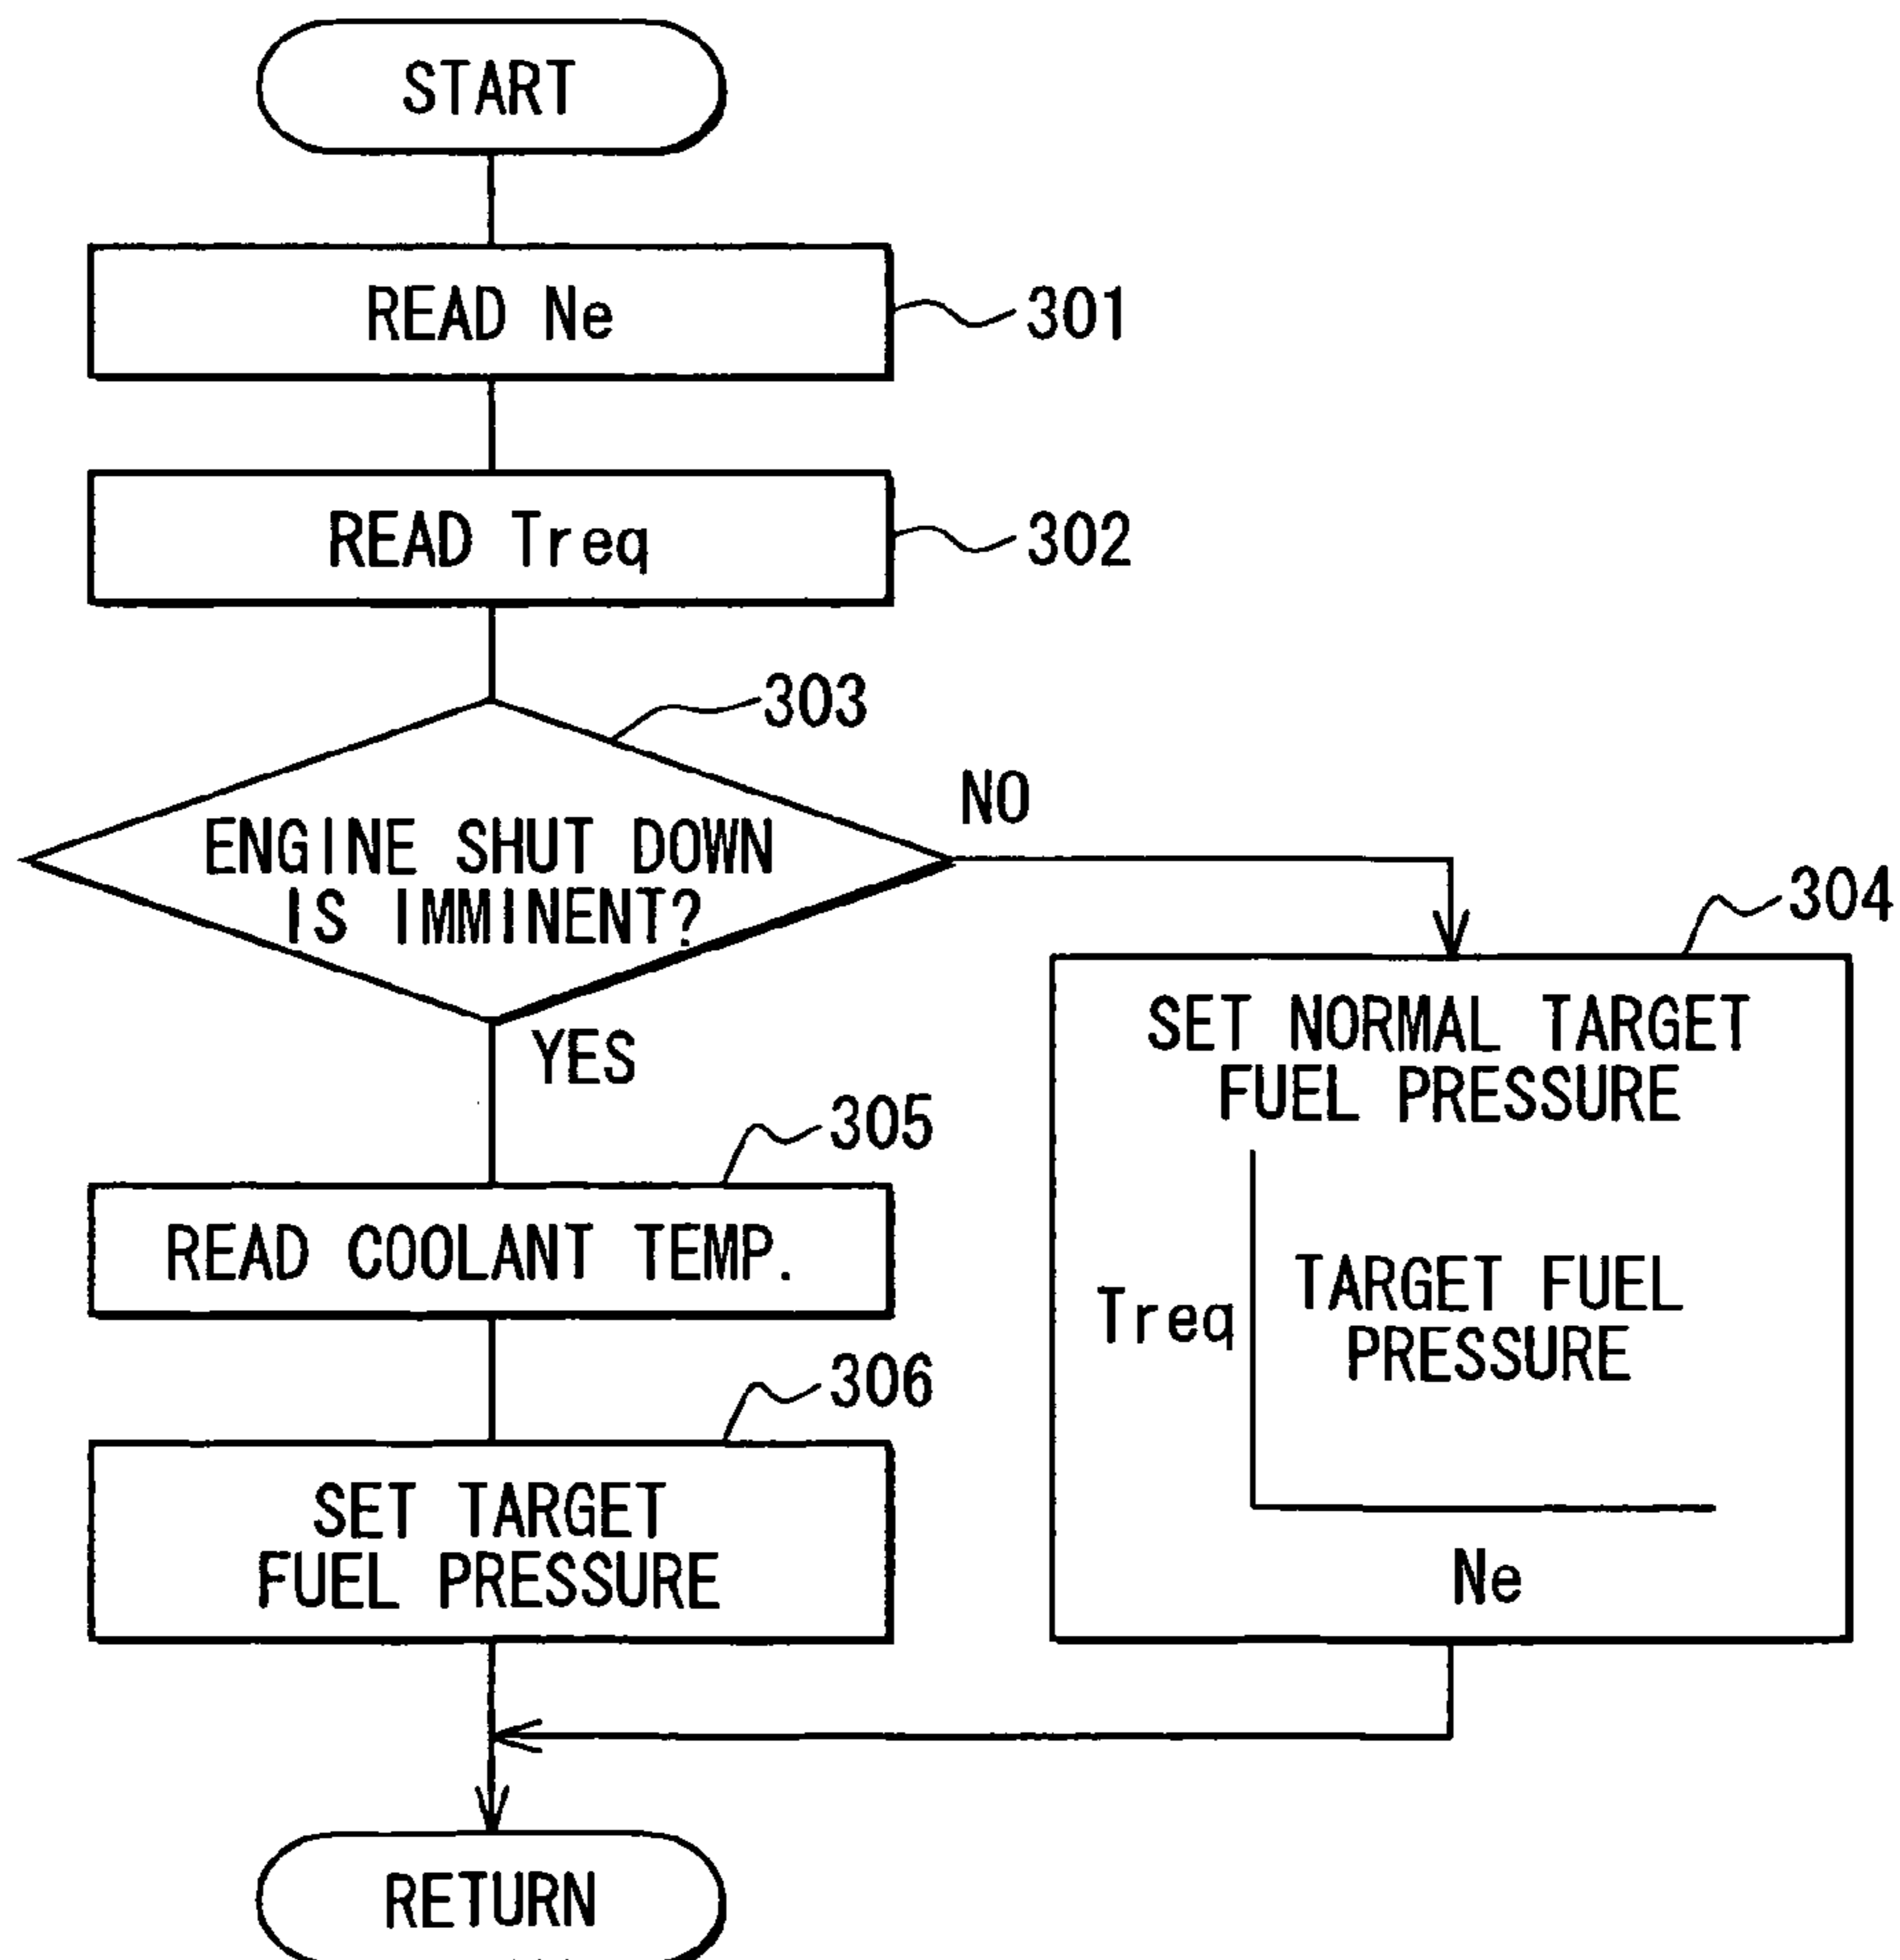 START
READ Ne
301
READ Treq
302
303
ENGINE SHUT DOWN
IS IMMINENT?
NO
YES
304
SET NORMAL TARGET
FUEL PRESSURE
Treq
TARGET FUEL
PRESSURE
Ne
305
READ COOLANT TEMP.
306
SET TARGET
FUEL PRESSURE
RETURN